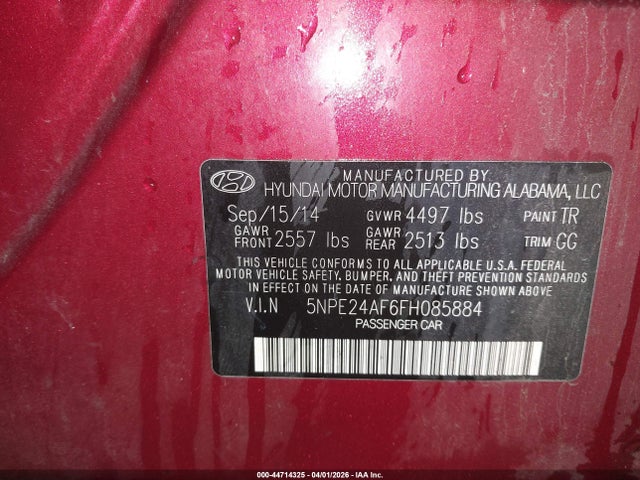 MANUFACTURED BY
HYUNDAI MOTOR MANUFACTURING ALABAMA, LLC
Sep/15/14 GVWR 4497 lbs PAINT TR
GAWR FRONT 2557 lbs GAWR REAR 2513 lbs TRIM GG
THIS VEHICLE CONFORMS TO ALL APPLICABLE U.S.A. FEDERAL
MOTOR VEHICLE SAFETY, BUMPER, AND THEFT PREVENTION STANDARDS
IN EFFECT ON THE DATE OF MANUFACTURE SHOWN ABOVE
V.I.N 5NPE24AF6FH085884
PASSENGER CAR
000-44714325 - 04/01/2026 - IAA Inc.